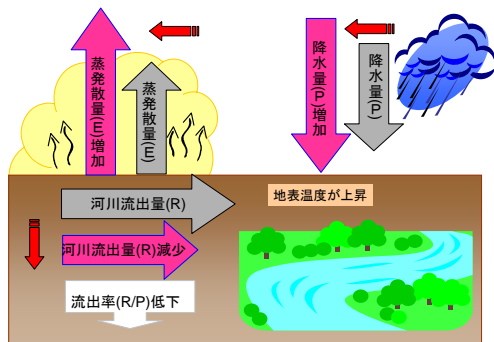 蒸発散量(E)増加
蒸発散量(E)
降水量(P)増加
降水量(P)
河川流出量(R)
地表温度が上昇
河川流出量(R)減少
流出率(R/P)低下